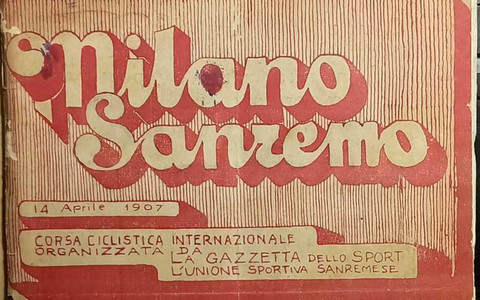 Milano
Sanremo
14 Aprile 1907
CORSA CICLISTICA INTERNAZIONALE
ORGANIZZATA DA
LA GAZZETTA DELLO SPORT
L'UNIONE SPORTIVA SANREMESE